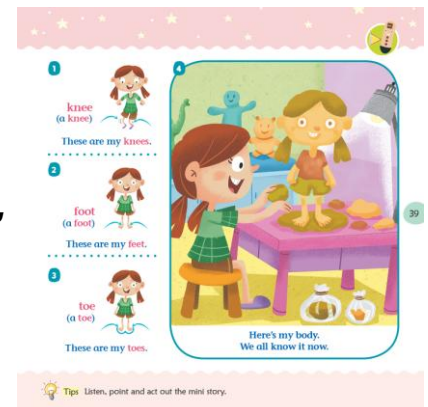 1
knee
(a knee)
These are my knees.
2
foot
(a foot)
These are my feet.
3
toe
(a toe)
These are my toes.
4
Here's my body.
We all know it now.
39
Tips Listen, point and act out the mini story.